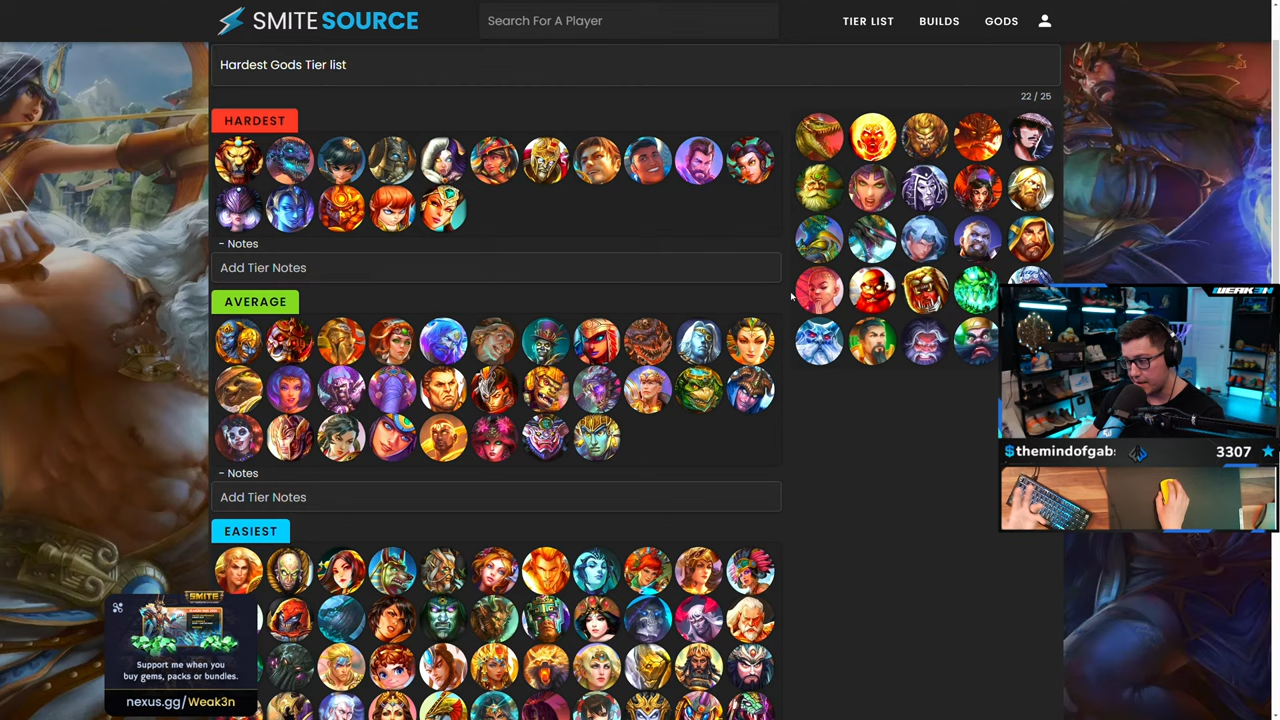 SMITE SOURCE
Search For A Player
TIER LIST
BUILDS
GODS
Hardest Gods Tier list
22 / 25
HARDEST
- Notes
Add Tier Notes
AVERAGE
- Notes
Add Tier Notes
EASIEST
WEAK3N
$themindofgab
3307
SMITE
Support me when you
buy gems, packs or bundles.
nexus.gg/Weak3n